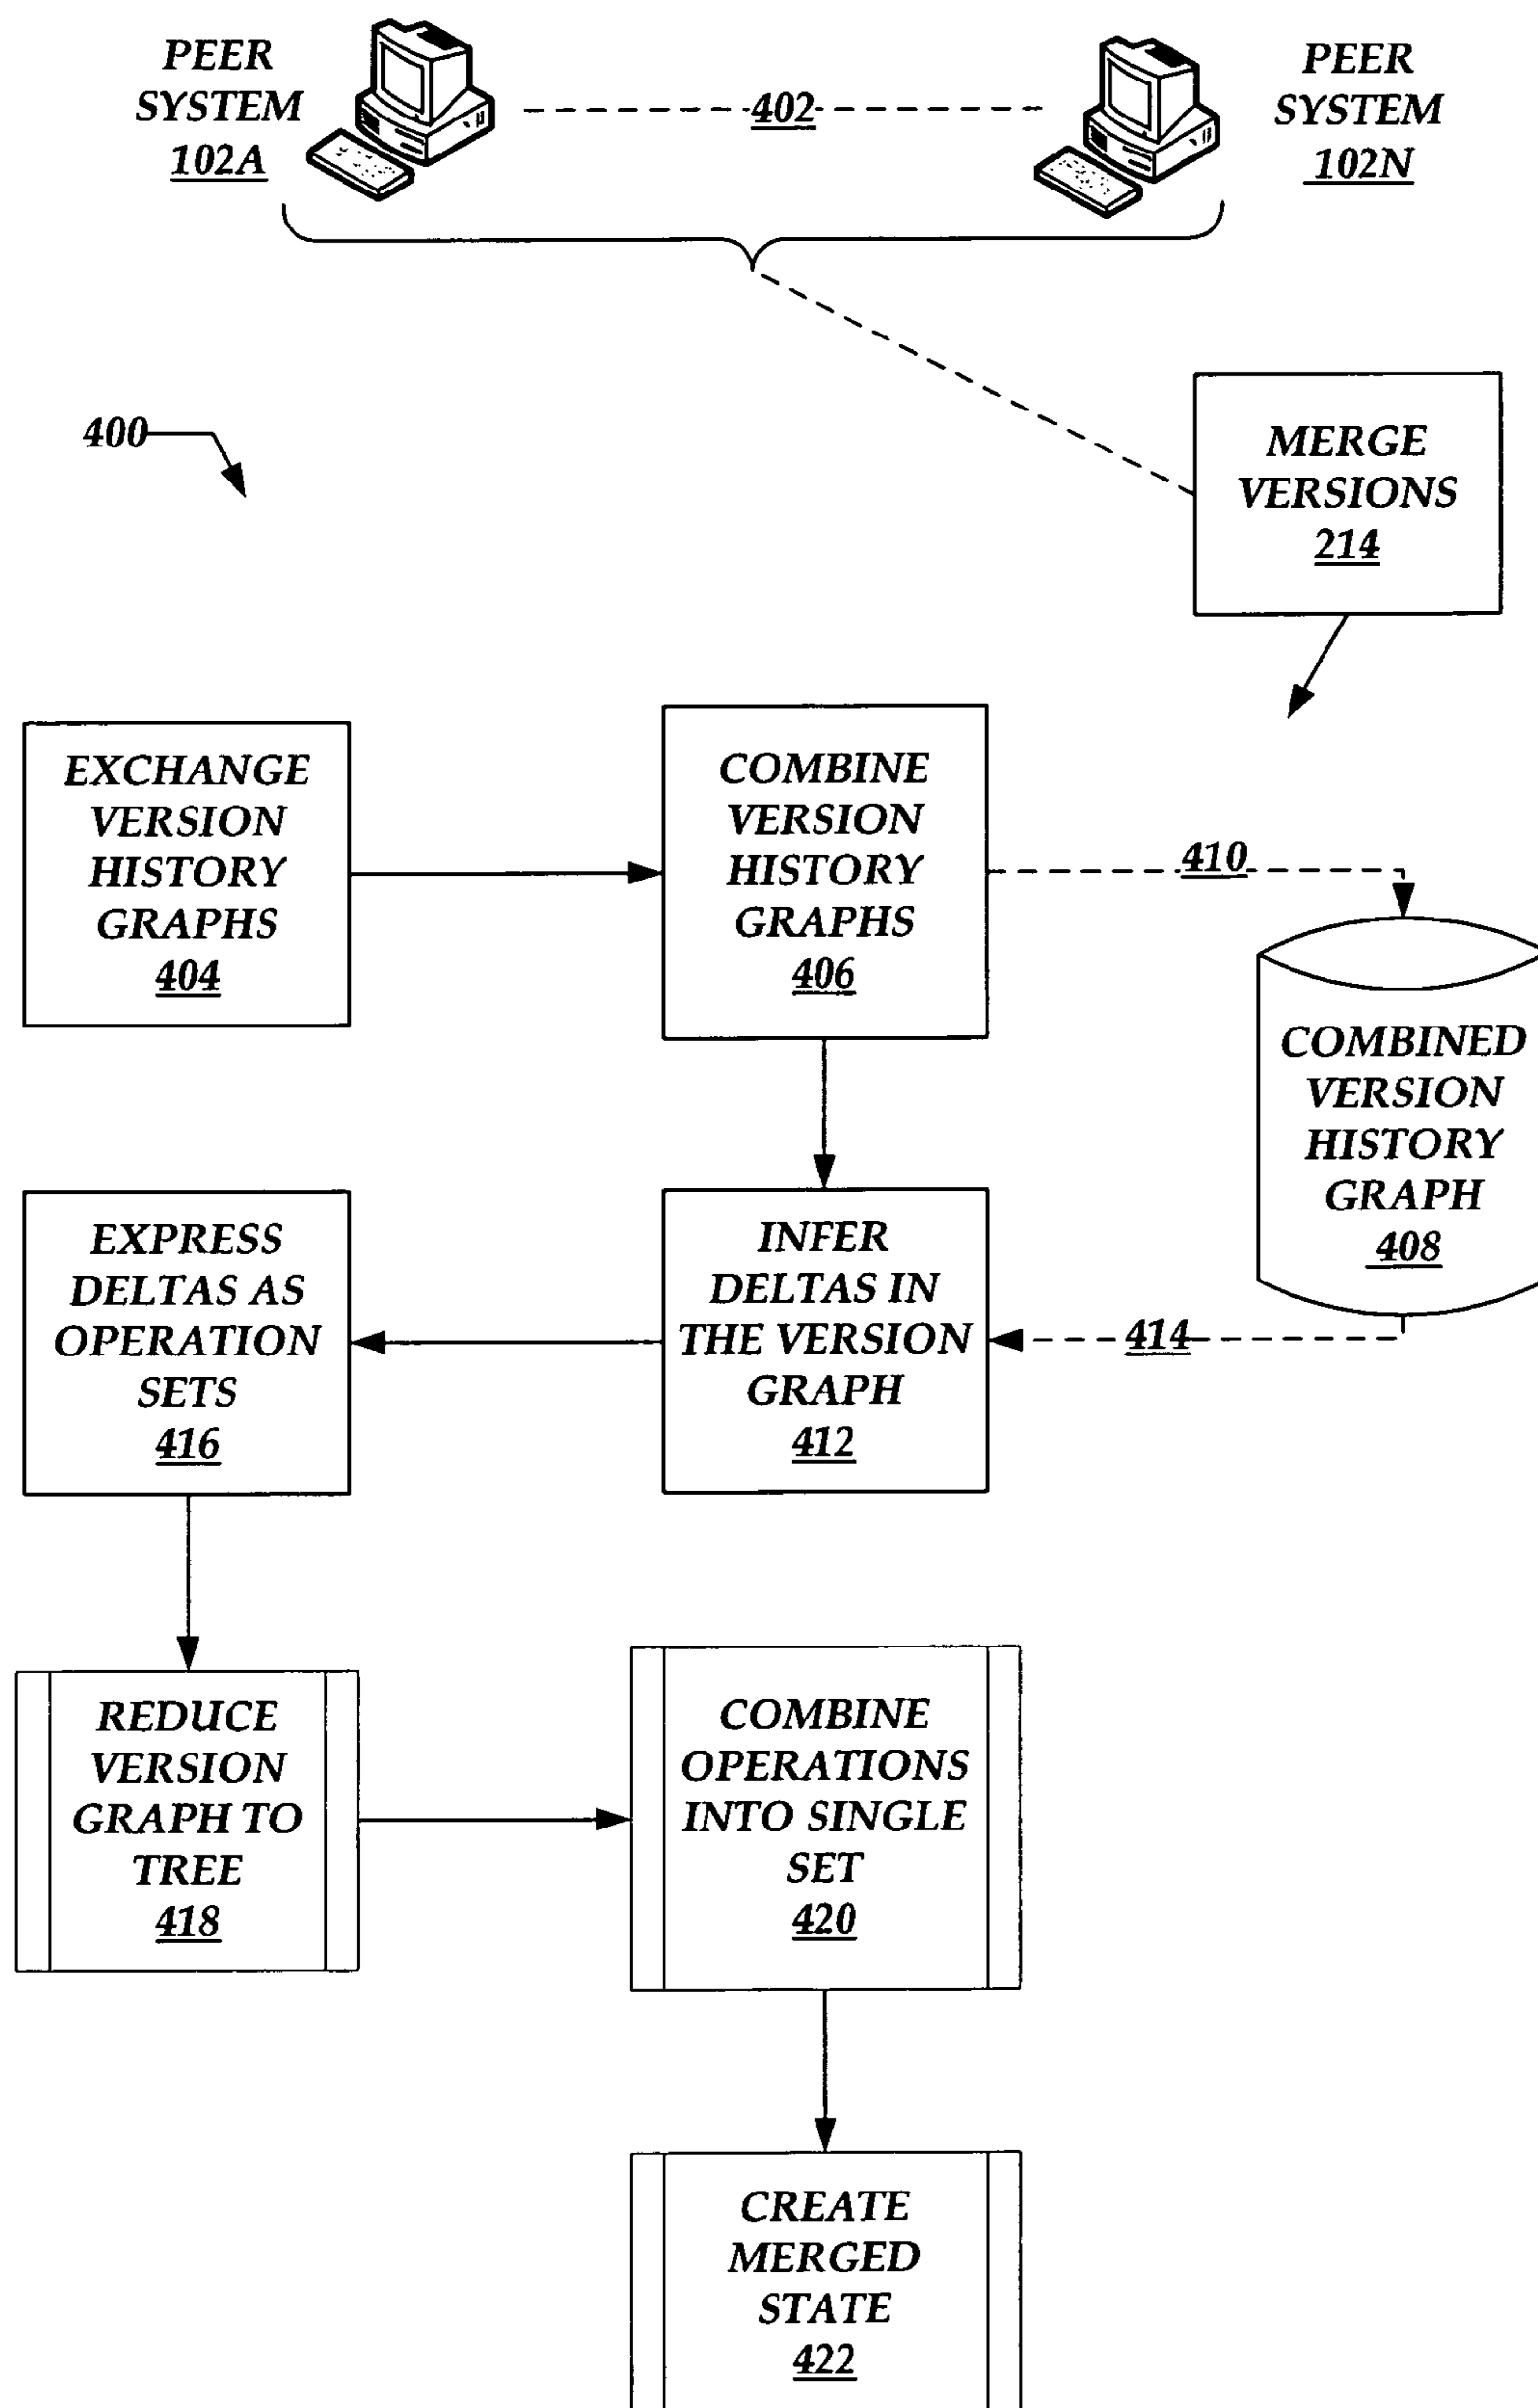 PEER
SYSTEM
102A
402
PEER
SYSTEM
102N
400
MERGE
VERSIONS
214
EXCHANGE
VERSION
HISTORY
GRAPHS
404
COMBINE
VERSION
HISTORY
GRAPHS
406
410
COMBINED
VERSION
HISTORY
GRAPH
408
EXPRESS
DELTAS AS
OPERATION
SETS
416
INFER
DELTAS IN
THE VERSION
GRAPH
412
414
REDUCE
VERSION
GRAPH TO
TREE
418
COMBINE
OPERATIONS
INTO SINGLE
SET
420
CREATE
MERGED
STATE
422